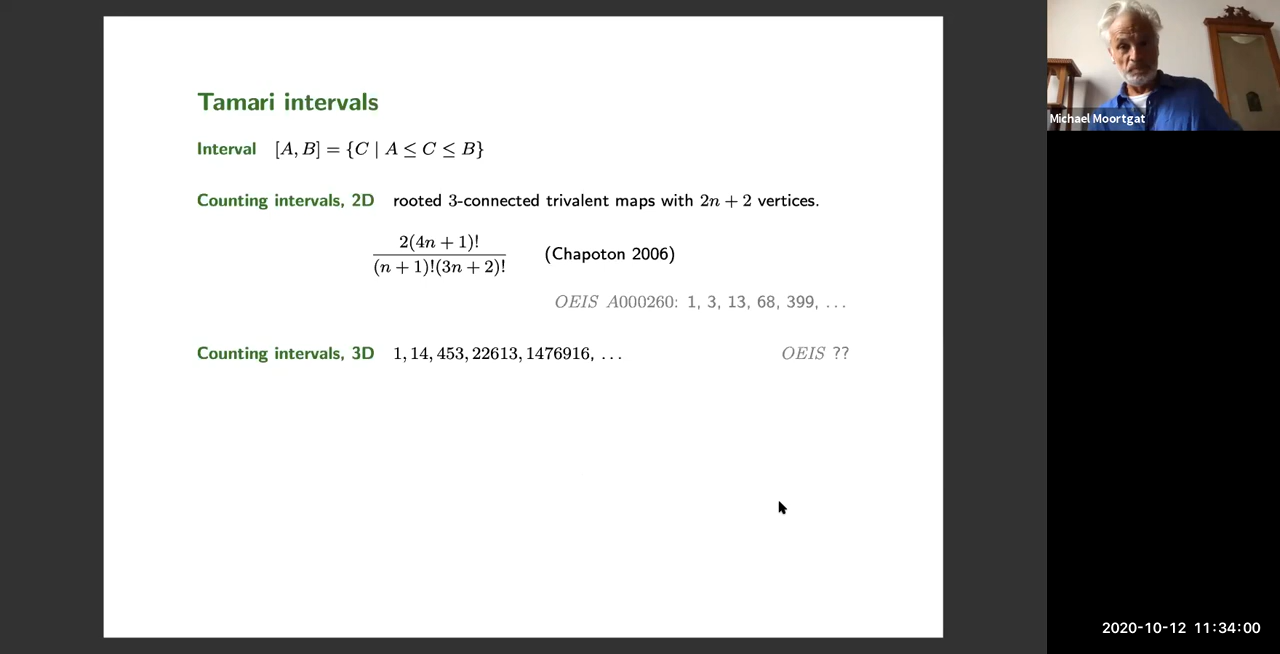 Tamari intervals
Interval [A, B] = {C | A ≤ C ≤ B}
Counting intervals, 2D rooted 3-connected trivalent maps with 2n + 2 vertices.
2(4n + 1)!
(n + 1)!(3n + 2)!
(Chapoton 2006)
OEIS A000260: 1, 3, 13, 68, 399, ...
Counting intervals, 3D 1, 14, 453, 22613, 1476916, ... OEIS ??
Michael Moortgat
2020-10-12 11:34:00